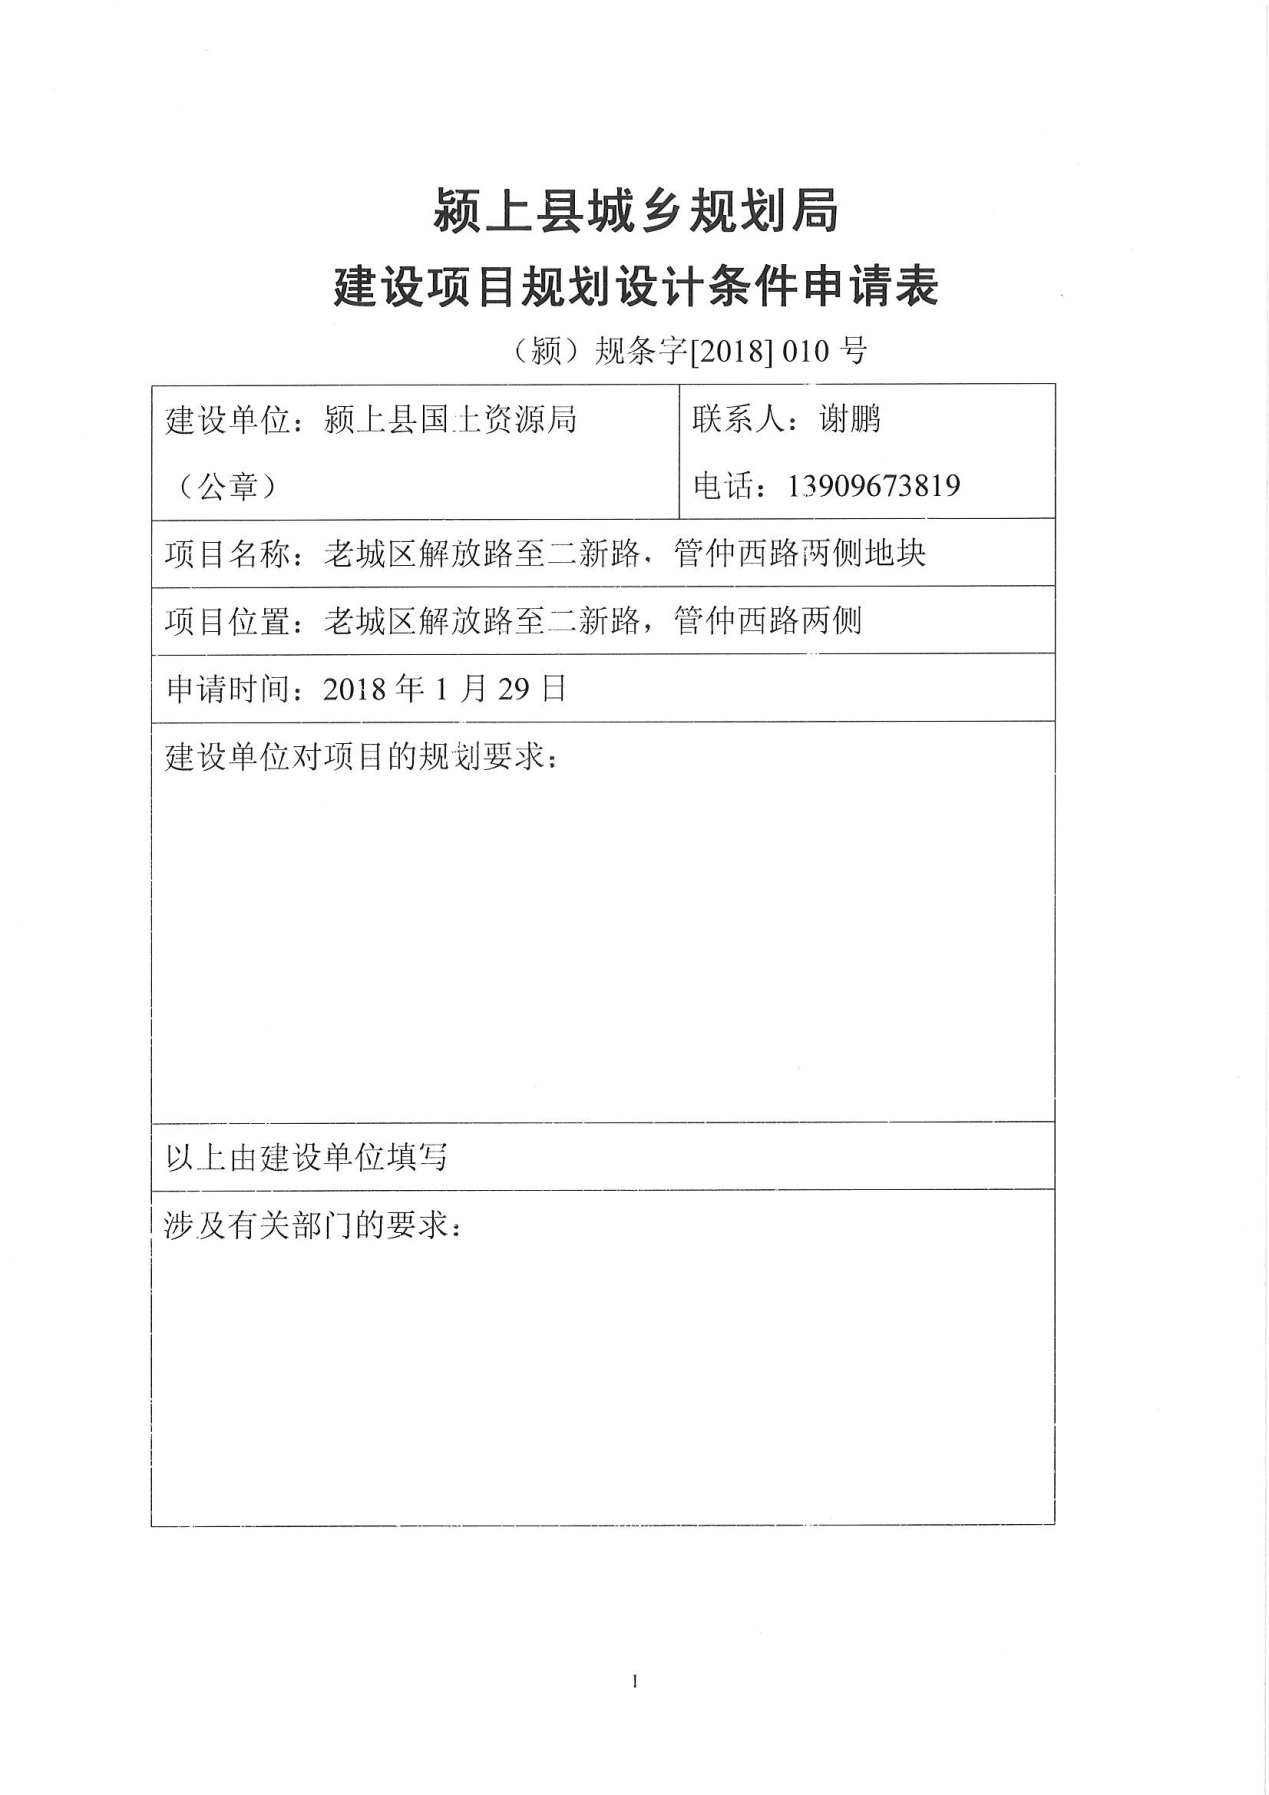 颍上县城乡规划局
建设项目规划设计条件申请表
（颍）规条字[2018] 010 号
建设单位：颍上县国土资源局
（公章）
联系人：谢鹏
电话：13909673819
项目名称：老城区解放路至二新路，管仲西路两侧地块
项目位置：老城区解放路至二新路，管仲西路两侧
申请时间：2018 年 1 月 29 日
建设单位对项目的规划要求：
以上由建设单位填写
涉及有关部门的要求：
1